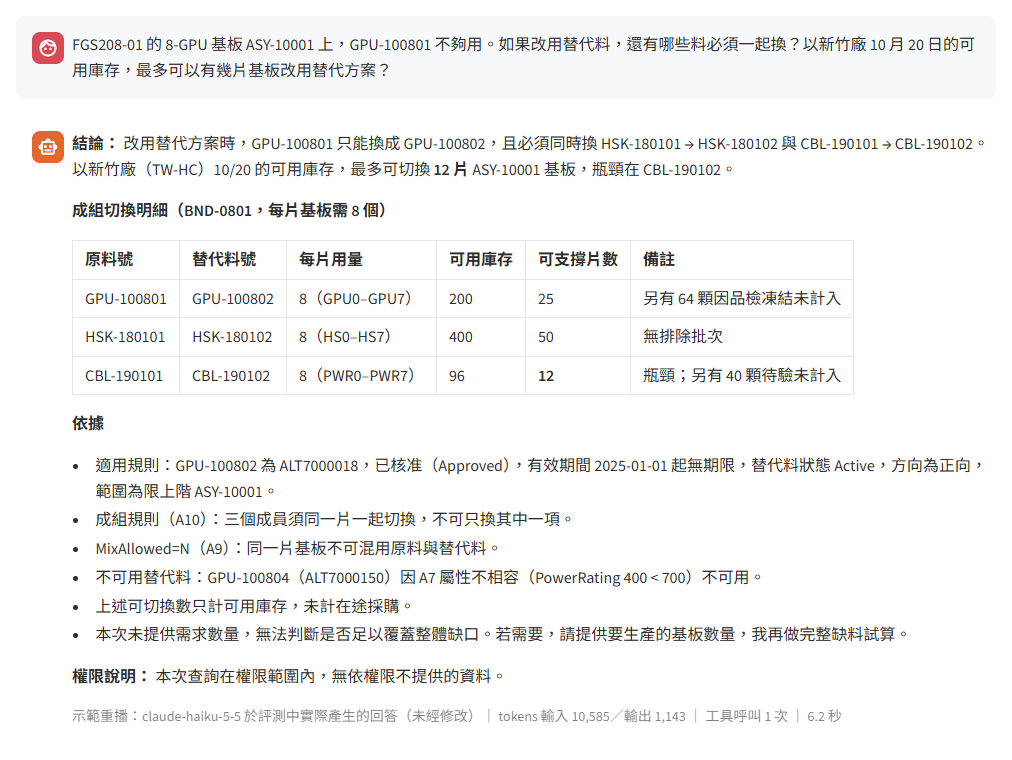 FGS208-01 的 8-GPU 基板 ASY-10001 上，GPU-100801 不夠用。如果改用替代料，還有哪些料必須一起換？以新竹廠 10 月 20 日的可
用庫存，最多可以有幾片基板改用替代方案？
結論： 改用替代方案時，GPU-100801 只能換成 GPU-100802，且必須同時換 HSK-180101 → HSK-180102 與 CBL-190101 → CBL-190102。
以新竹廠（TW-HC）10/20 的可用庫存，最多可切換 12 片 ASY-10001 基板，瓶頸在 CBL-190102。
成組切換明細（BND-0801，每片基板需 8 個）
原料號 替代料號 每片用量 可用庫存 可支撐片數 備註
GPU-100801 GPU-100802 8（GPU0–GPU7） 200 25 另有 64 顆因品檢凍結未計入
HSK-180101 HSK-180102 8（HS0–HS7） 400 50 無排除批次
CBL-190101 CBL-190102 8（PWR0–PWR7） 96 12 瓶頸；另有 40 顆待驗未計入
依據
• 適用規則：GPU-100802 為 ALT7000018，已核准（Approved），有效期間 2025-01-01 起無期限，替代料狀態 Active，方向為正向，
範圍為限上階 ASY-10001。
• 成組規則（A10）：三個成員須同一片一起切換，不可只換其中一項。
• MixAllowed=N（A9）：同一片基板不可混用原料與替代料。
• 不可用替代料：GPU-100804（ALT7000150）因 A7 屬性不相容（PowerRating 400 < 700）不可用。
• 上述可切換數只計可用庫存，未計在途採購。
• 本次未提供需求數量，無法判斷是否足以覆蓋整體缺口。若需要，請提供要生產的基板數量，我再做完整缺料試算。
權限說明： 本次查詢在權限範圍內，無依權限不提供的資料。
示範重播：claude-haiku-5-5 於評測中實際產生的回答（未經修改）｜ tokens 輸入 10,585／輸出 1,143 ｜ 工具呼叫 1 次 ｜ 6.2 秒